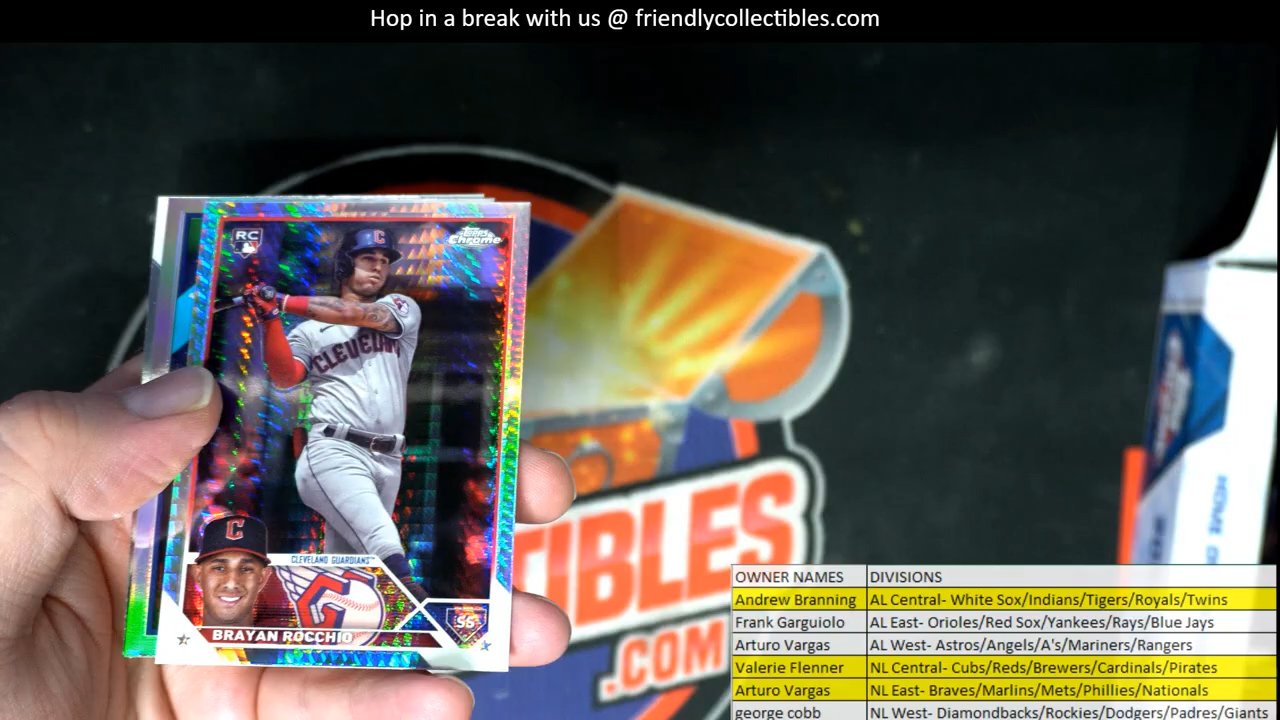 Hop in a break with us @ friendlycollectibles.com
RC
Topps
Chrome
C
CLEVELAN
C
CLEVELAND GUARDIANS™
SS
BRAYAN ROCCHIO
TIBLES
.COM
OWNER NAMES DIVISIONS
Andrew Branning AL Central- White Sox/Indians/Tigers/Royals/Twins
Frank Garguiolo AL East- Orioles/Red Sox/Yankees/Rays/Blue Jays
Arturo Vargas AL West- Astros/Angels/A's/Mariners/Rangers
Valerie Flenner NL Central- Cubs/Reds/Brewers/Cardinals/Pirates
Arturo Vargas NL East- Braves/Marlins/Mets/Phillies/Nationals
george cobb NL West- Diamondbacks/Rockies/Dodgers/Padres/Giants